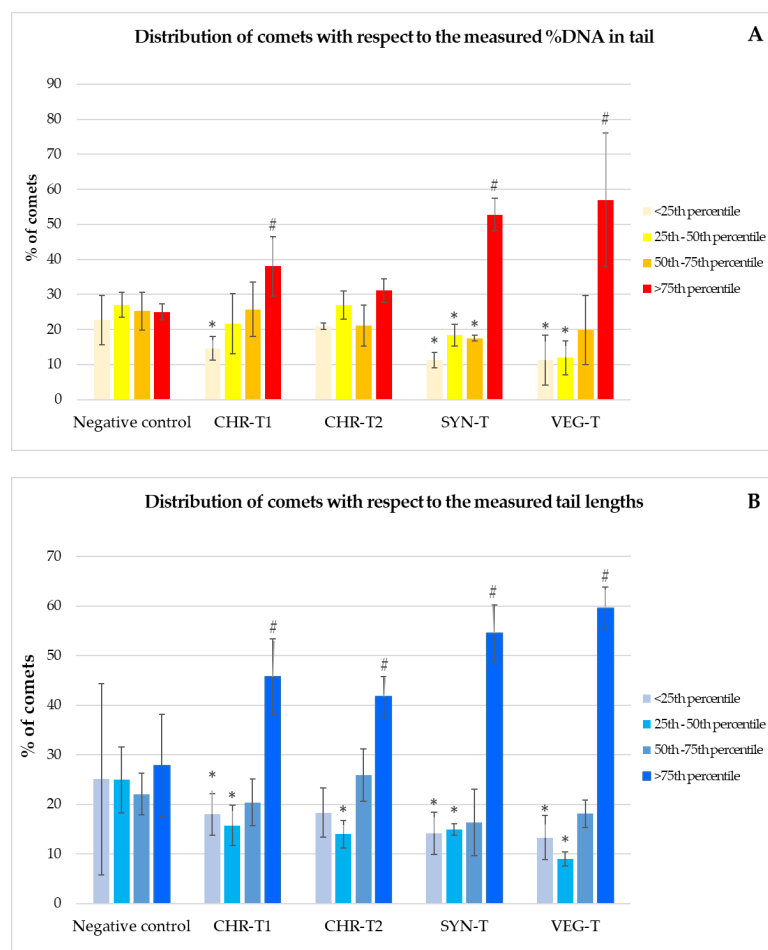 Distribution of comets with respect to the measured %DNA in tail
A
90
80
70
60
50
40
30
20
10
0
% of comets
#
#
#
*
*
*
*
*
*
Negative control
CHR-T1
CHR-T2
SYN-T
VEG-T
<25th percentile
25th - 50th percentile
50th -75th percentile
>75th percentile
Distribution of comets with respect to the measured tail lengths
B
70
60
50
40
30
20
10
0
% of comets
#
#
#
#
*
*
*
*
*
*
*
Negative control
CHR-T1
CHR-T2
SYN-T
VEG-T
<25th percentile
25th - 50th percentile
50th -75th percentile
>75th percentile